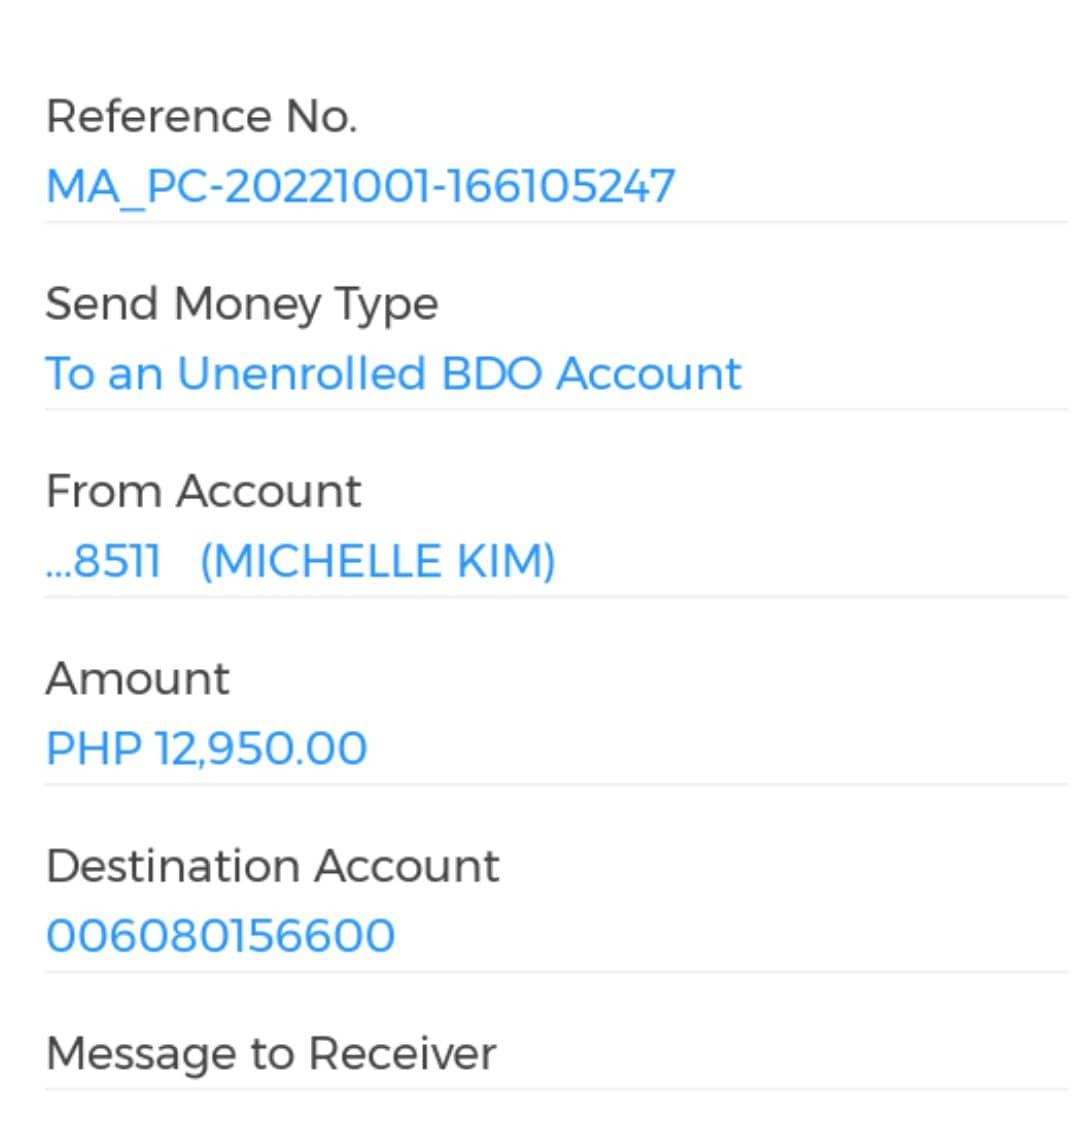 Reference No.
MA_PC-20221001-166105247
Send Money Type
To an Unenrolled BDO Account
From Account
...8511 (MICHELLE KIM)
Amount
PHP 12,950.00
Destination Account
006080156600
Message to Receiver